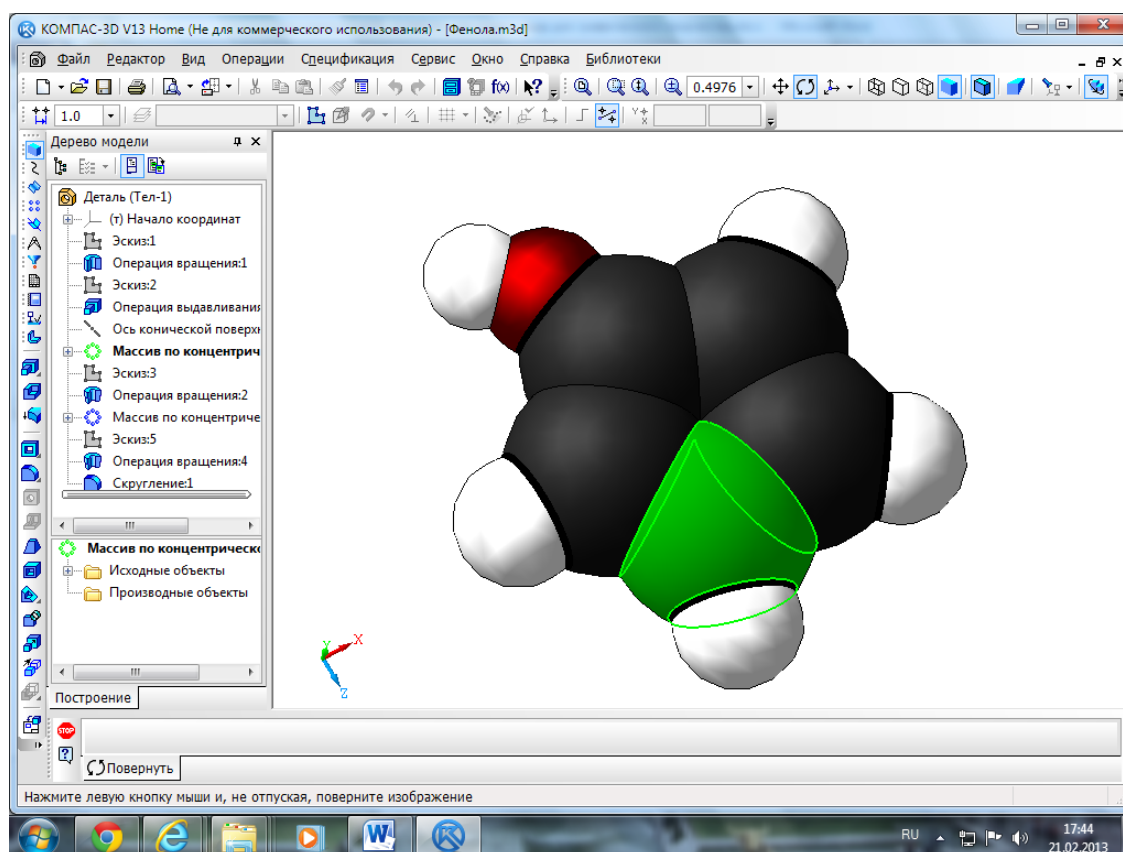 КОМПАС-3D V13 Home (Не для коммерческого использования) - [Фенола.m3d]
Файл Редактор Вид Операции Спецификация Сервис Окно Справка Библиотеки
f(x) 0.4976
1.0
Дерево модели
Деталь (Тел-1)
(т) Начало координат
Эскиз:1
Операция вращения:1
Эскиз:2
Операция выдавливания
Ось конической поверхн
Массив по концентрич
Эскиз:3
Операция вращения:2
Массив по концентриче
Эскиз:5
Операция вращения:4
Скругление:1
Массив по концентрическо
Исходные объекты
Производные объекты
Построение
Y X
Z
STOP
Повернуть
Нажмите левую кнопку мыши и, не отпуская, поверните изображение
RU 17:44
21.02.2013